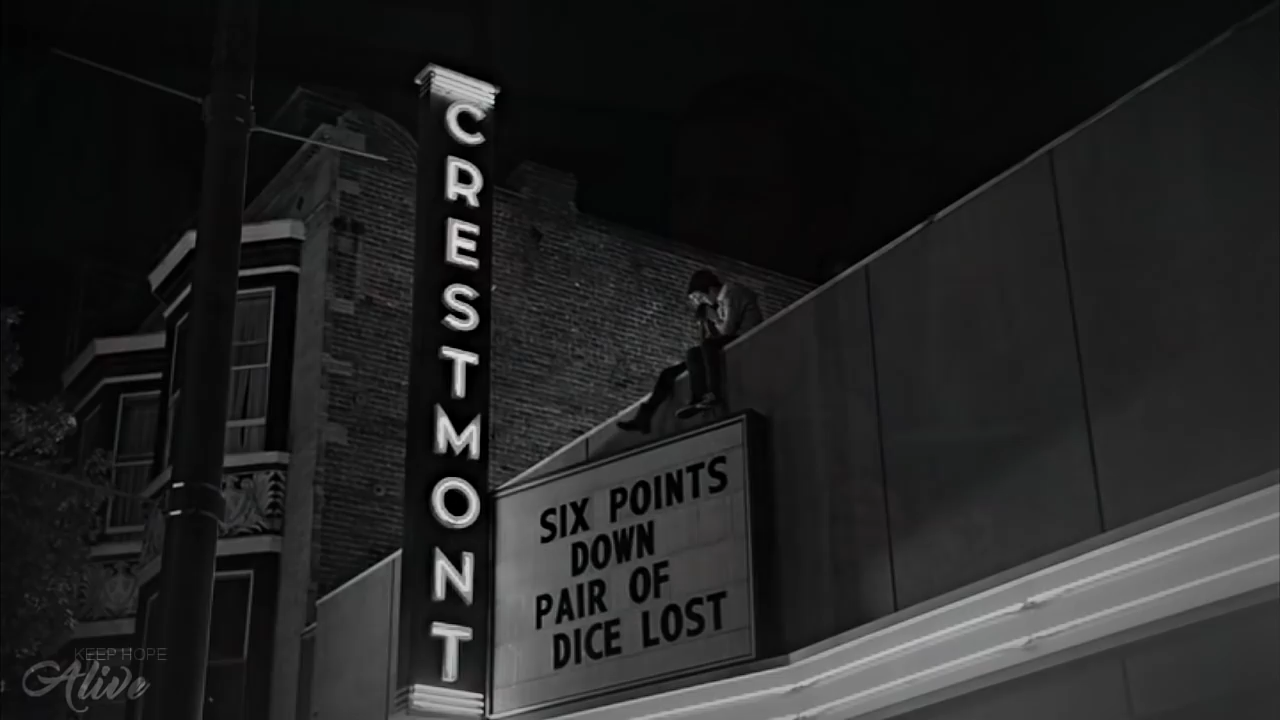 CRESTMONT
SIX POINTS
DOWN
PAIR OF
DICE LOST
KEEP HOPE
Alive